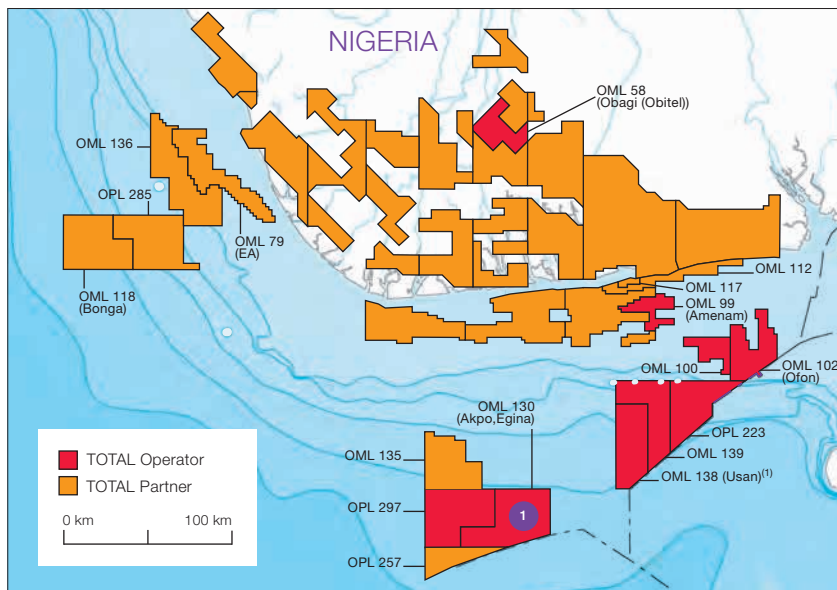 NIGERIA
OML 58
(Obagi (Obitel))
OML 136
OPL 285
OML 79
(EA)
OML 118
(Bonga)
OML 112
OML 117
OML 99
(Amenam)
OML 100
OML 102
(Ofon)
OML 130
(Akpo,Egina)
OPL 223
OML 139
OML 138 (Usan)⁽¹⁾
OML 135
OPL 297
1
OPL 257
TOTAL Operator
TOTAL Partner
0 km
100 km